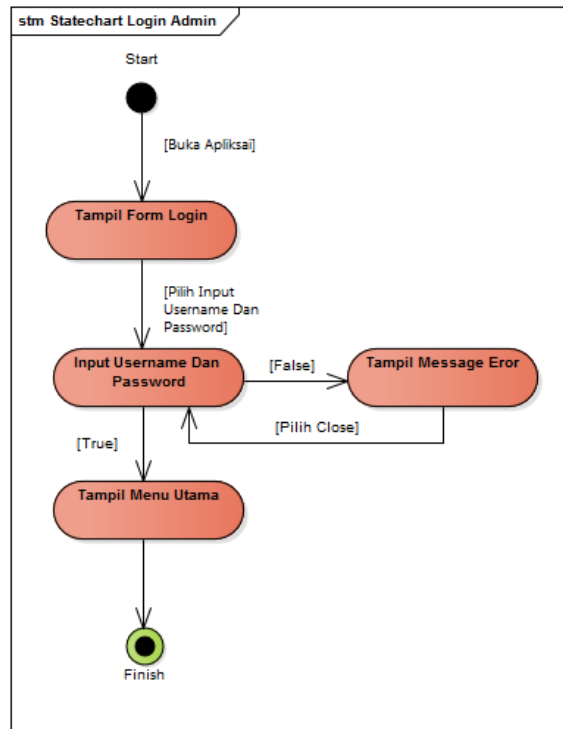 stm Statechart Login Admin
Start
[Buka Apliksai]
Tampil Form Login
[Pilih Input
Username Dan
Password]
Input Username Dan
Password
[False]
Tampil Message Eror
[Pilih Close]
[True]
Tampil Menu Utama
Finish